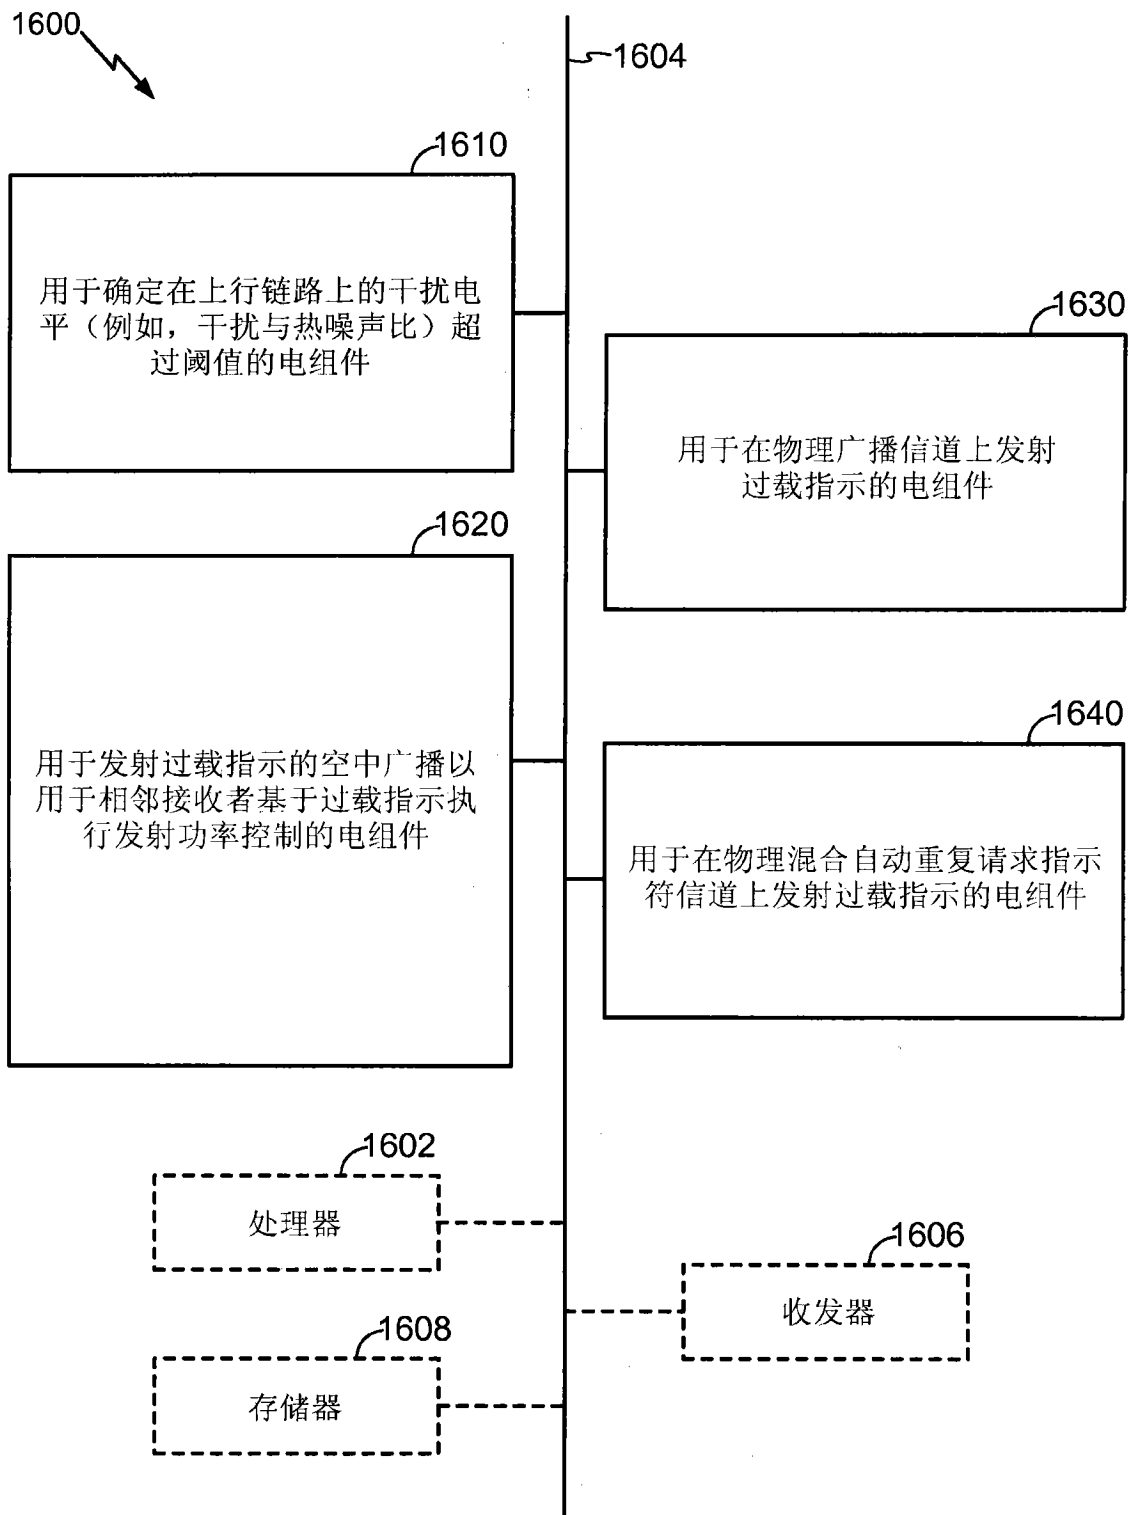 1600
1604
1610
用于确定在上行链路上的干扰电
平（例如，干扰与热噪声比）超
过阈值的电组件
1630
用于在物理广播信道上发射
过载指示的电组件
1620
用于发射过载指示的空中广播以
用于相邻接收者基于过载指示执
行发射功率控制的电组件
1640
用于在物理混合自动重复请求指示
符信道上发射过载指示的电组件
1602
处理器
1606
收发器
1608
存储器